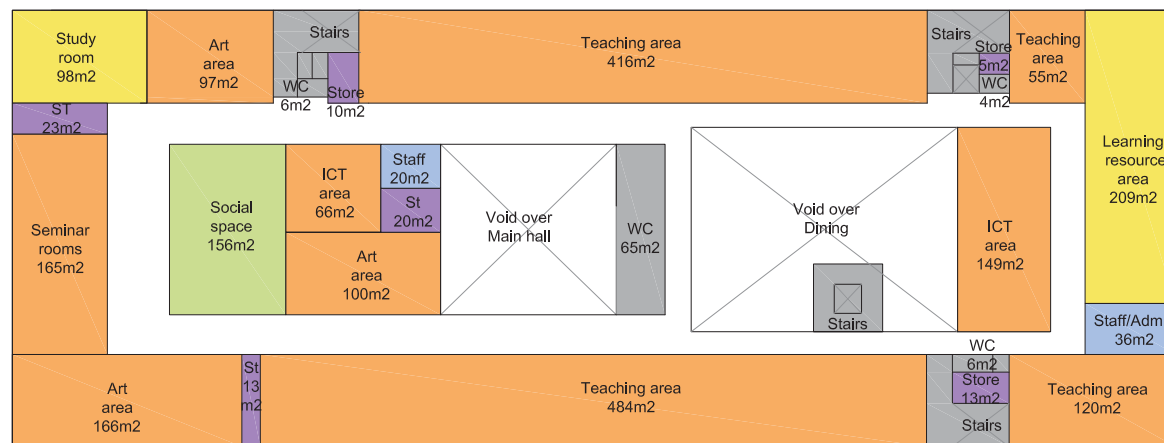 Study
room
98m2
Art
area
97m2
Stairs
WC
6m2
Store
10m2
Teaching area
416m2
Stairs
Store
5m2
WC
4m2
Teaching
area
55m2
ST
23m2
Learning
resource
area
209m2
Seminar
rooms
165m2
Social
space
156m2
ICT
area
66m2
Staff
20m2
St
20m2
Art
area
100m2
Void over
Main hall
WC
65m2
Void over
Dining
Stairs
ICT
area
149m2
Staff/Adm
36m2
Art
area
166m2
St
13
m2
Teaching area
484m2
WC
6m2
Store
13m2
Stairs
Teaching area
120m2